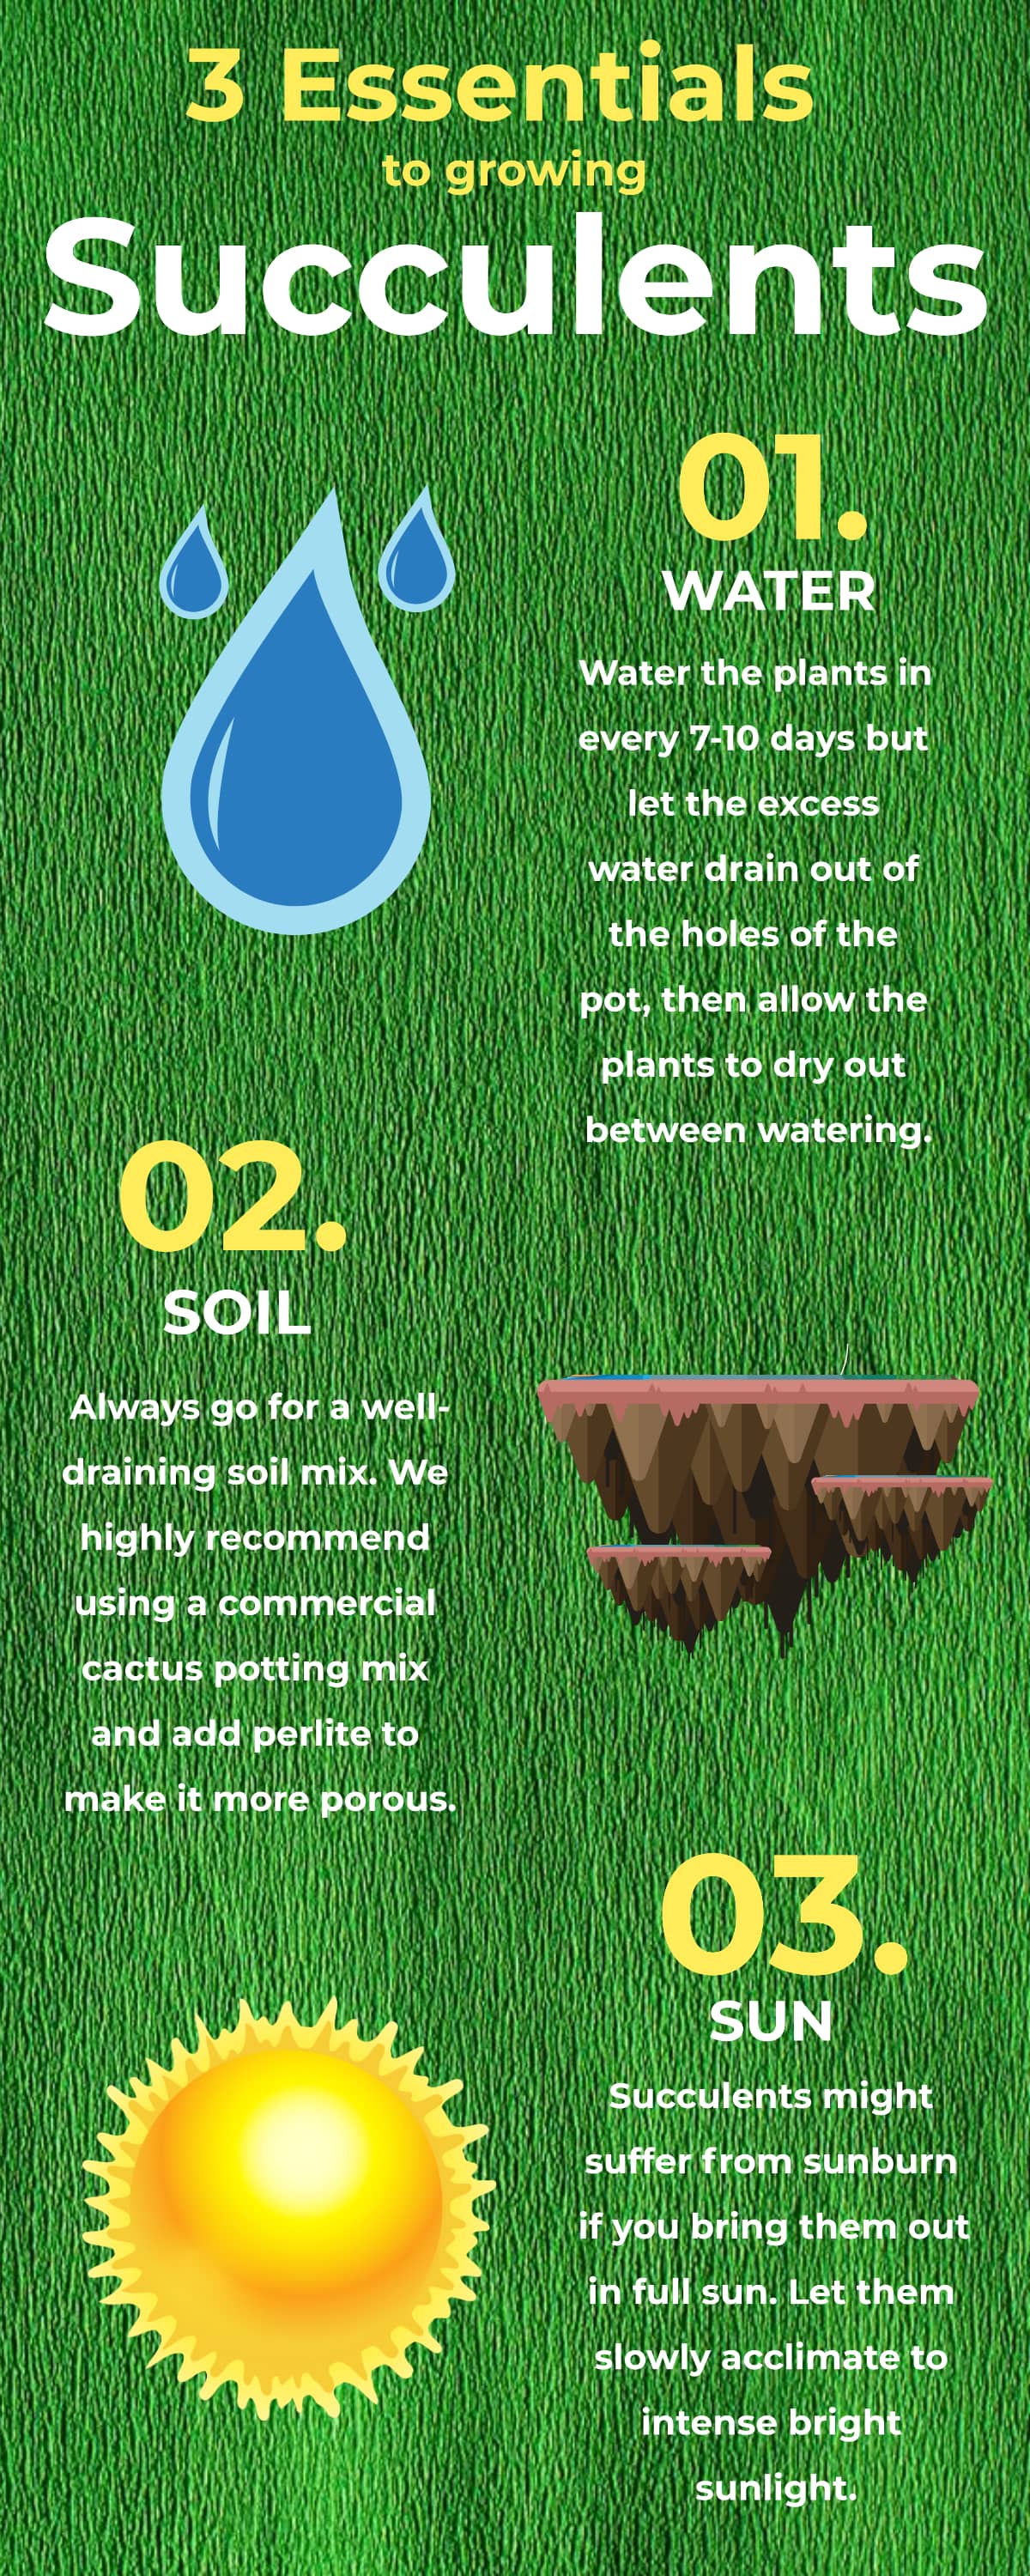 3 Essentials
to growing
Succulents
01.
WATER
Water the plants in
every 7-10 days but
let the excess
water drain out of
the holes of the
pot, then allow the
plants to dry out
between watering.
02.
SOIL
Always go for a well-
draining soil mix. We
highly recommend
using a commercial
cactus potting mix
and add perlite to
make it more porous.
03.
SUN
Succulents might
suffer from sunburn
if you bring them out
in full sun. Let them
slowly acclimate to
intense bright
sunlight.